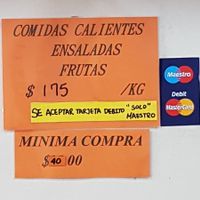 COMIDAS CALIENTES
ENSALADAS
FRUTAS
$ 175 /KG
SE ACEPTAR TARJETA DEBITO "SOLO"
MAESTRO
MINIMA COMPRA
$ 40 00
Maestro
Debit
MasterCard